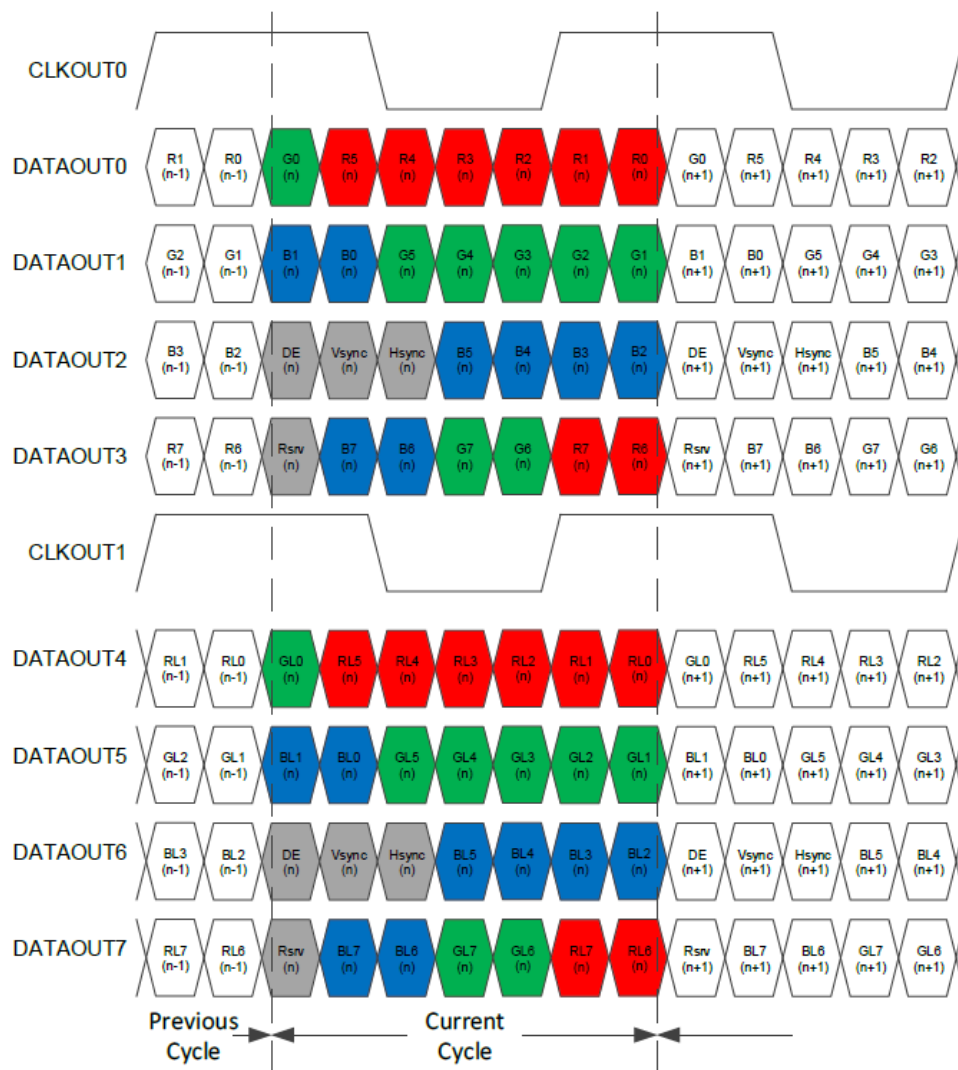 CLKOUT0
DATAOUT0 R1 R0 G0 R5 R4 R3 R2 R1 R0 G0 R5 R4 R3 R2
(n-1) (n-1) (n) (n) (n) (n) (n) (n) (n) (n+1) (n+1) (n+1) (n+1) (n+1)
DATAOUT1 G2 G1 B1 B0 G5 G4 G3 G2 G1 B1 B0 G5 G4 G3
(n-1) (n-1) (n) (n) (n) (n) (n) (n) (n) (n+1) (n+1) (n+1) (n+1) (n+1)
DATAOUT2 B3 B2 DE Vsync Hsync B5 B4 B3 B2 DE Vsync Hsync B5 B4
(n-1) (n-1) (n) (n) (n) (n) (n) (n) (n) (n+1) (n+1) (n+1) (n+1) (n+1)
DATAOUT3 R7 R6 Rsrv B7 B6 G7 G6 R7 R6 Rsrv B7 B6 G7 G6
(n-1) (n-1) (n) (n) (n) (n) (n) (n) (n) (n+1) (n+1) (n+1) (n+1) (n+1)
CLKOUT1
DATAOUT4 RL1 RL0 GL0 RL5 RL4 RL3 RL2 RL1 RL0 GL0 RL5 RL4 RL3 RL2
(n-1) (n-1) (n) (n) (n) (n) (n) (n) (n) (n+1) (n+1) (n+1) (n+1) (n+1)
DATAOUT5 GL2 GL1 BL1 BL0 GL5 GL4 GL3 GL2 GL1 BL1 BL0 GL5 GL4 GL3
(n-1) (n-1) (n) (n) (n) (n) (n) (n) (n) (n+1) (n+1) (n+1) (n+1) (n+1)
DATAOUT6 BL3 BL2 DE Vsync Hsync BL5 BL4 BL3 BL2 DE Vsync Hsync BL5 BL4
(n-1) (n-1) (n) (n) (n) (n) (n) (n) (n) (n+1) (n+1) (n+1) (n+1) (n+1)
DATAOUT7 RL7 RL6 Rsrv BL7 BL6 GL7 GL6 RL7 RL6 Rsrv BL7 BL6 GL7 GL6
(n-1) (n-1) (n) (n) (n) (n) (n) (n) (n) (n+1) (n+1) (n+1) (n+1) (n+1)
Previous
Cycle
Current
Cycle